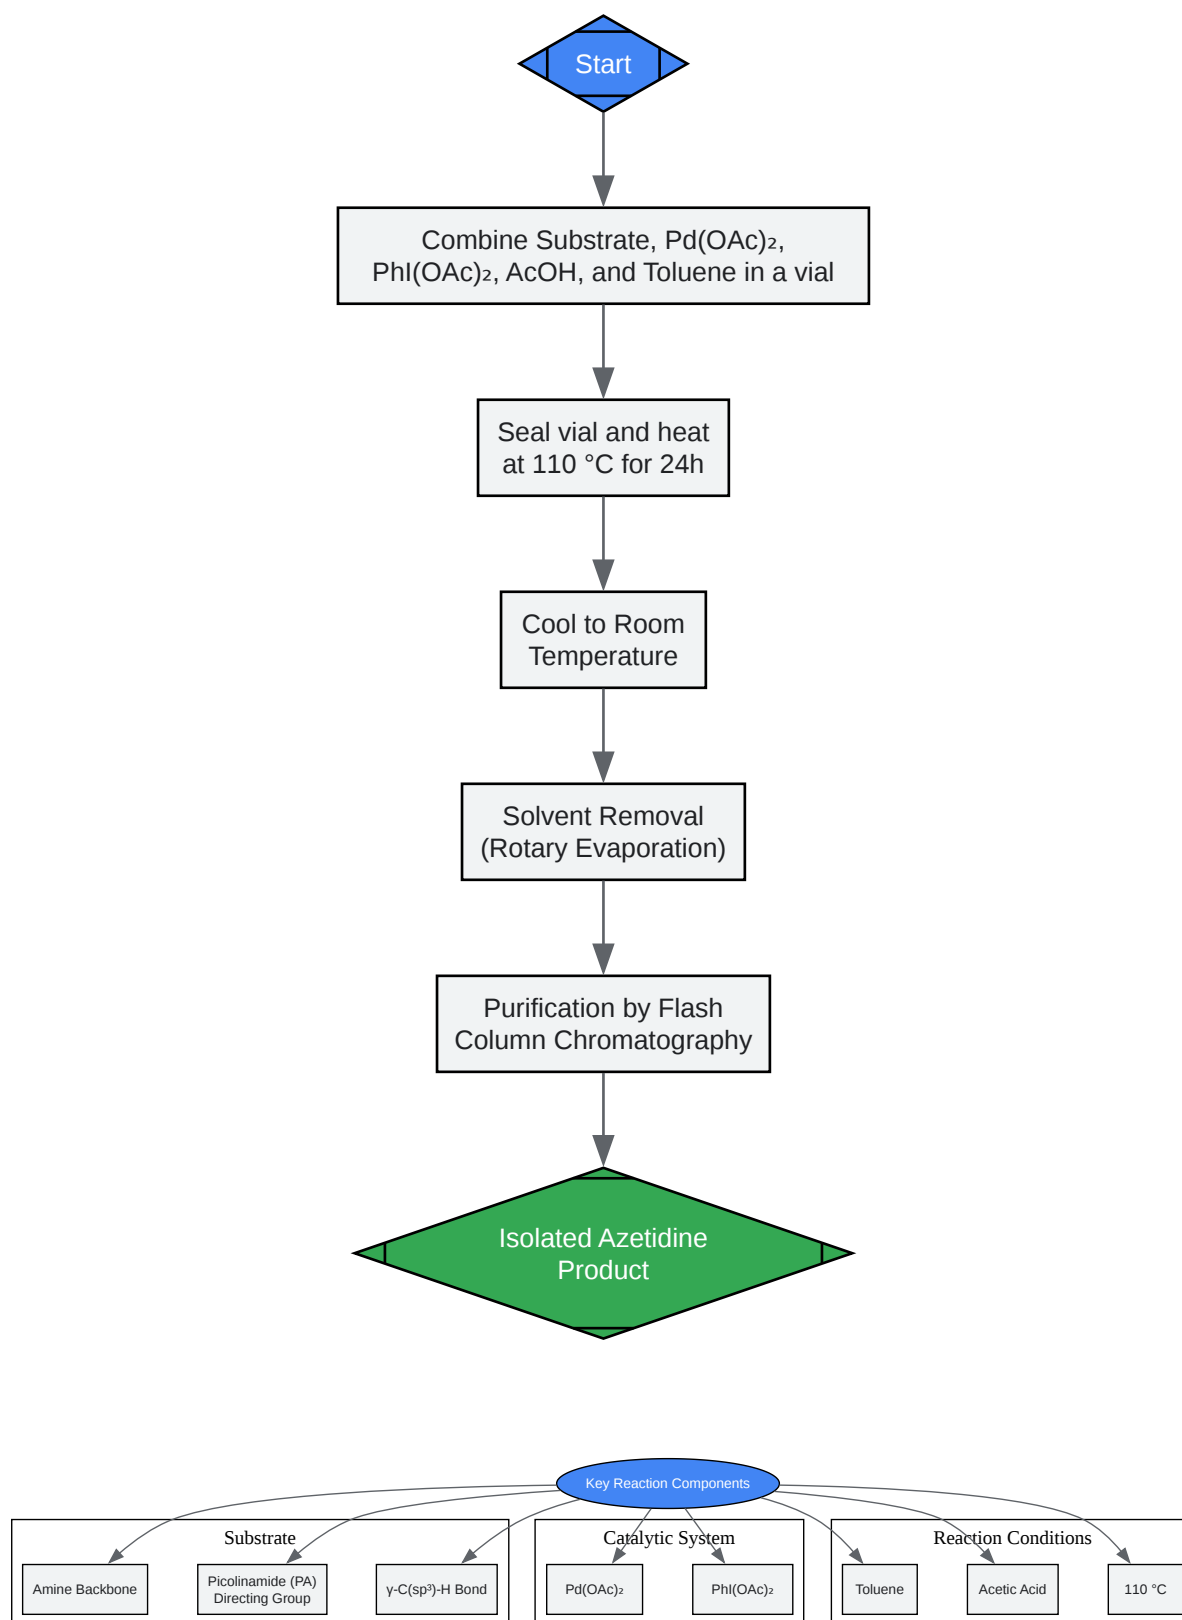 Start
Combine Substrate, Pd(OAc)₂,
PhI(OAc)₂, AcOH, and Toluene in a vial
Seal vial and heat
at 110 °C for 24h
Cool to Room
Temperature
Solvent Removal
(Rotary Evaporation)
Purification by Flash
Column Chromatography
Isolated Azetidine
Product
Key Reaction Components
Substrate
Amine Backbone
Picolinamide (PA)
Directing Group
γ-C(sp³)-H Bond
Catalytic System
Pd(OAc)₂
PhI(OAc)₂
Reaction Conditions
Toluene
Acetic Acid
110 °C